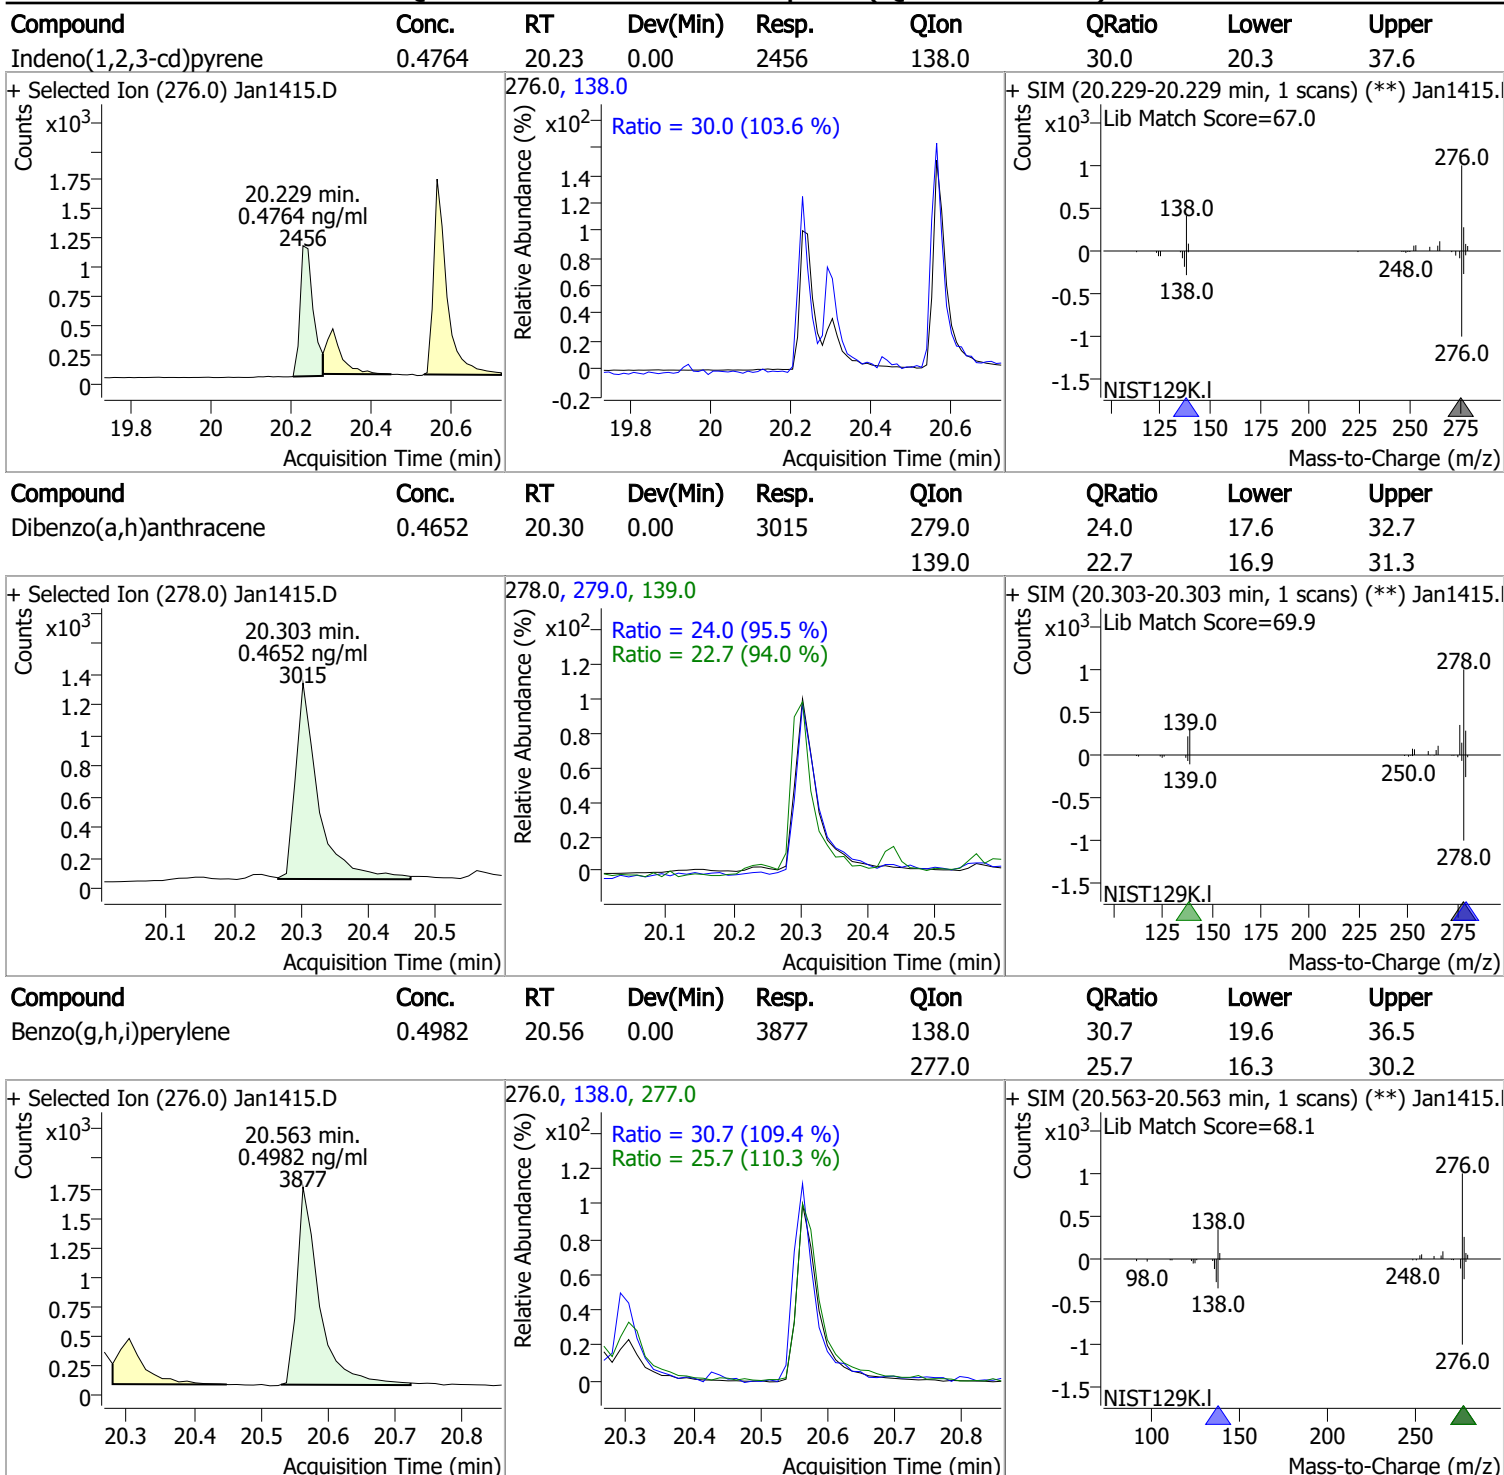 Compound Conc. RT Dev(Min) Resp. QIon QRatio Lower Upper
Indeno(1,2,3-cd)pyrene 0.4764 20.23 0.00 2456 138.0 30.0 20.3 37.6
+ Selected Ion (276.0) Jan1415.D
Counts
x10³
1.75
1.5
1.25
1
0.75
0.5
0.25
0
20.229 min.
0.4764 ng/ml
2456
19.8 20 20.2 20.4 20.6
Acquisition Time (min)
276.0, 138.0
Relative Abundance (%)
x10²
Ratio = 30.0 (103.6 %)
1.4
1.2
1
0.8
0.6
0.4
0.2
0
-0.2
19.8 20 20.2 20.4 20.6
Acquisition Time (min)
+ SIM (20.229-20.229 min, 1 scans) (**) Jan1415.
Counts
x10³
Lib Match Score=67.0
1
0.5
0
-0.5
-1
-1.5
276.0
138.0
248.0
138.0
276.0
NIST129K.l
125 150 175 200 225 250 275
Mass-to-Charge (m/z)
Compound Conc. RT Dev(Min) Resp. QIon QRatio Lower Upper
Dibenzo(a,h)anthracene 0.4652 20.30 0.00 3015 279.0 24.0 17.6 32.7
139.0 22.7 16.9 31.3
+ Selected Ion (278.0) Jan1415.D
Counts
x10³
1.4
1.2
1
0.8
0.6
0.4
0.2
0
20.303 min.
0.4652 ng/ml
3015
20.1 20.2 20.3 20.4 20.5
Acquisition Time (min)
278.0, 279.0, 139.0
Relative Abundance (%)
x10²
Ratio = 24.0 (95.5 %)
Ratio = 22.7 (94.0 %)
1.2
1
0.8
0.6
0.4
0.2
0
20.1 20.2 20.3 20.4 20.5
Acquisition Time (min)
+ SIM (20.303-20.303 min, 1 scans) (**) Jan1415.
Counts
x10³
Lib Match Score=69.9
1
0.5
0
-0.5
-1
-1.5
278.0
139.0
250.0
139.0
278.0
NIST129K.l
125 150 175 200 225 250 275
Mass-to-Charge (m/z)
Compound Conc. RT Dev(Min) Resp. QIon QRatio Lower Upper
Benzo(g,h,i)perylene 0.4982 20.56 0.00 3877 138.0 30.7 19.6 36.5
277.0 25.7 16.3 30.2
+ Selected Ion (276.0) Jan1415.D
Counts
x10³
1.75
1.5
1.25
1
0.75
0.5
0.25
0
20.563 min.
0.4982 ng/ml
3877
20.3 20.4 20.5 20.6 20.7 20.8
Acquisition Time (min)
276.0, 138.0, 277.0
Relative Abundance (%)
x10²
Ratio = 30.7 (109.4 %)
Ratio = 25.7 (110.3 %)
1.2
1
0.8
0.6
0.4
0.2
0
20.3 20.4 20.5 20.6 20.7 20.8
Acquisition Time (min)
+ SIM (20.563-20.563 min, 1 scans) (**) Jan1415.
Counts
x10³
Lib Match Score=68.1
1
0.5
0
-0.5
-1
-1.5
276.0
138.0
98.0
248.0
138.0
276.0
NIST129K.l
100 150 200 250
Mass-to-Charge (m/z)